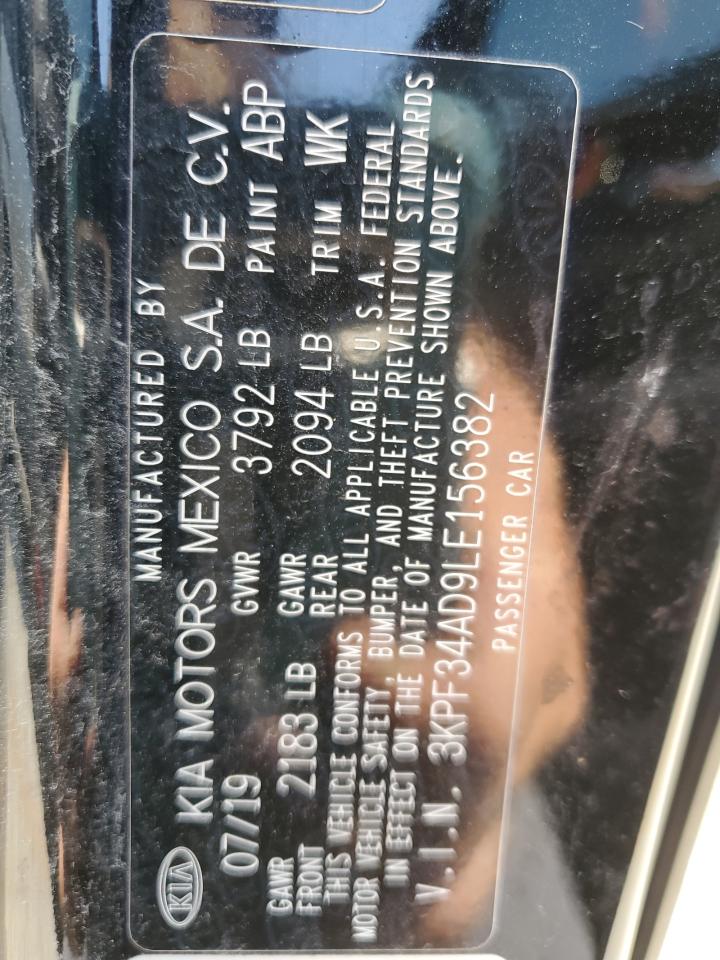 MANUFACTURED BY
KIA KIA MOTORS MEXICO S.A. DE C.V.
07/19 GVWR 3792 LB PAINT ABP
GAWR FRONT 2183 LB GAWR REAR 2094 LB TRIM WK
THIS VEHICLE CONFORMS TO ALL APPLICABLE U.S.A. FEDERAL
MOTOR VEHICLE SAFETY, BUMPER, AND THEFT PREVENTION STANDARDS
IN EFFECT ON THE DATE OF MANUFACTURE SHOWN ABOVE.
V.I.N. 3KPF34AD9LE156382
PASSENGER CAR